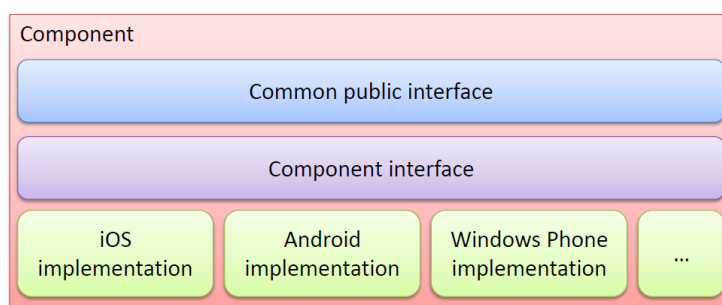 Component
Common public interface
Component interface
iOS
implementation
Android
implementation
Windows Phone
implementation
...